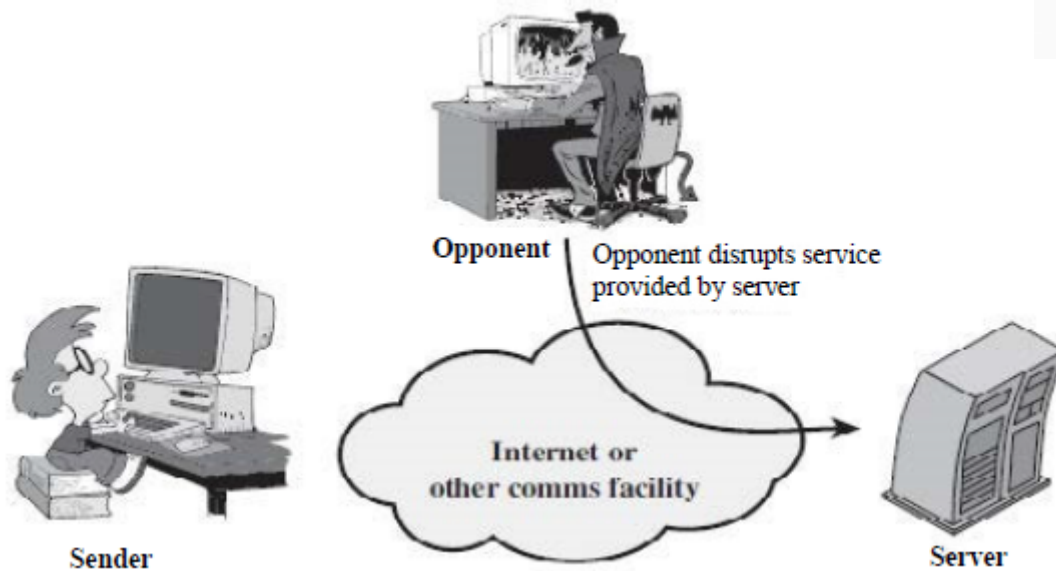 Opponent
Opponent disrupts service
provided by server
Internet or
other comms facility
Sender
Server